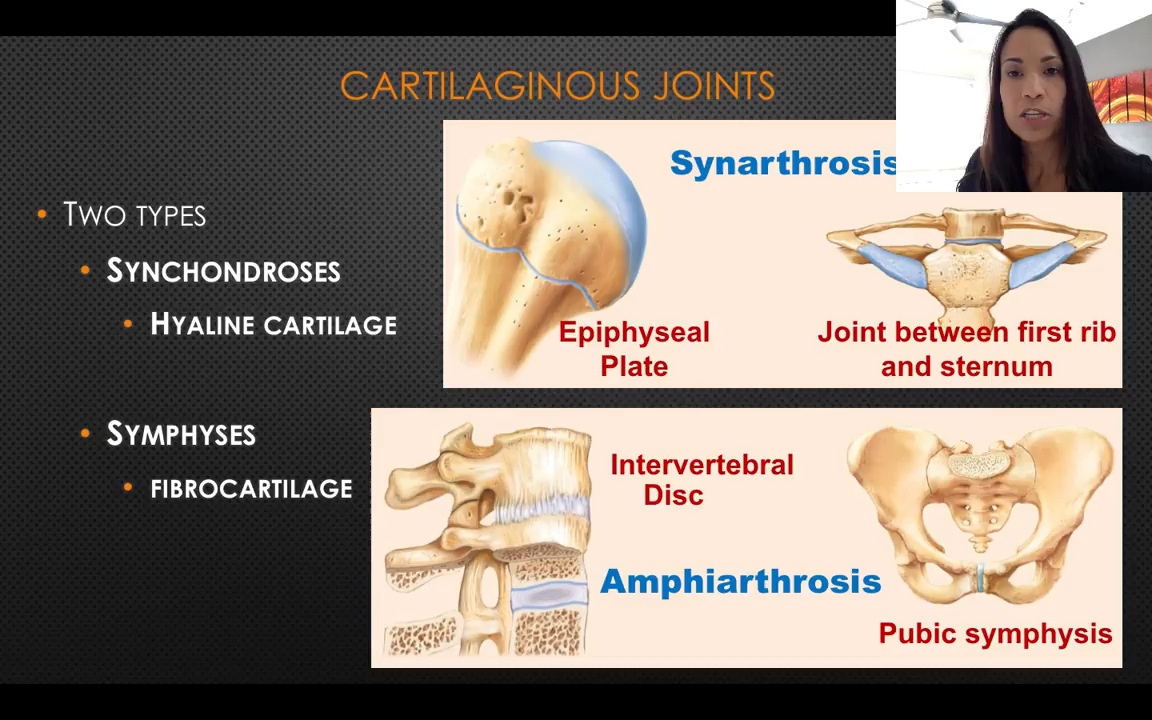 CARTILAGINOUS JOINTS
• TWO TYPES
• SYNCHONDROSES
• HYALINE CARTILAGE
• SYMPHYSES
• FIBROCARTILAGE
Synarthrosis
Epiphyseal
Plate
Joint between first rib
and sternum
Intervertebral
Disc
Amphiarthrosis
Pubic symphysis